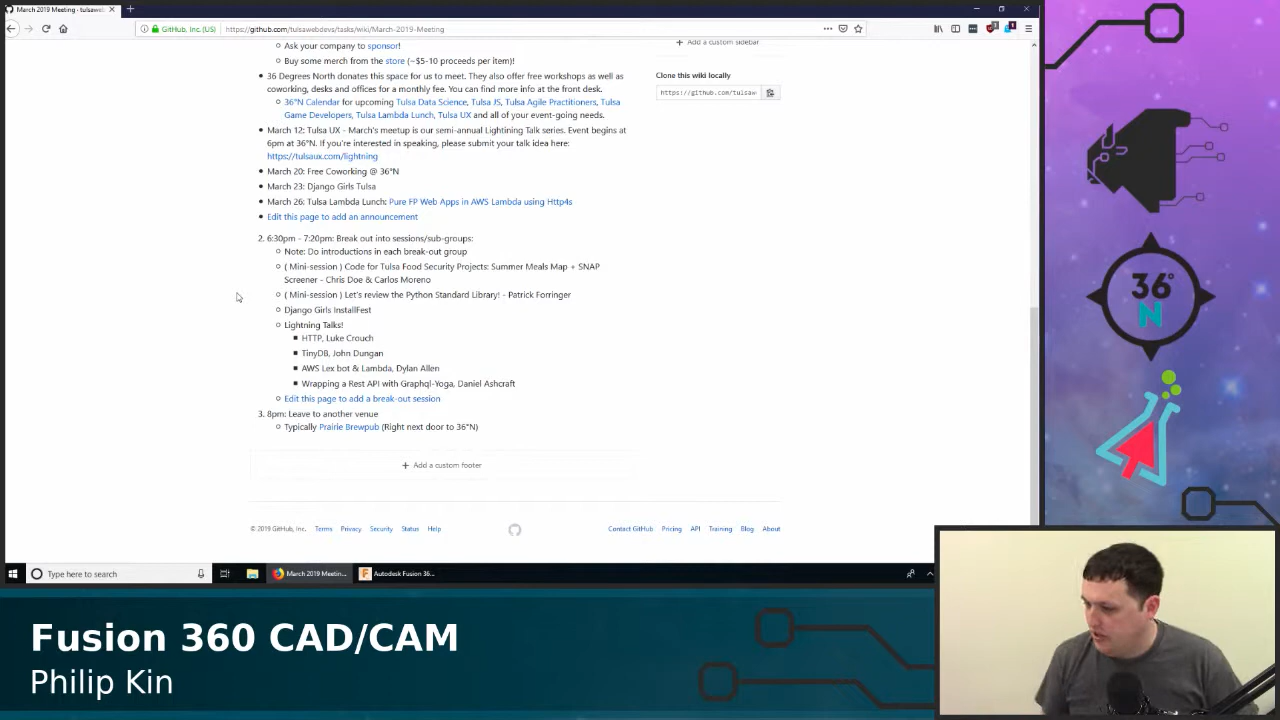 March 2019 Meeting · tulsaweb
GitHub, Inc. (US)
https://github.com/tulsawebdevs/tasks/wiki/March-2019-Meeting
Ask your company to sponsor!
Buy some merch from the store (~$5-10 proceeds per item)!
36 Degrees North donates this space for us to meet. They also offer free workshops as well as
coworking, desks and offices for a monthly fee. You can find more info at the front desk.
36°N Calendar for upcoming Tulsa Data Science, Tulsa JS, Tulsa Agile Practitioners, Tulsa
Game Developers, Tulsa Lambda Lunch, Tulsa UX and all of your event-going needs.
March 12: Tulsa UX - March's meetup is our semi-annual Lightning Talk series. Event begins at
6pm at 36°N. If you're interested in speaking, please submit your talk idea here:
https://tulsaux.com/lightning
March 20: Free Coworking @ 36°N
March 23: Django Girls Tulsa
March 26: Tulsa Lambda Lunch: Pure FP Web Apps in AWS Lambda using Http4s
Edit this page to add an announcement
2. 6:30pm - 7:20pm: Break out into sessions/sub-groups:
Note: Do introductions in each break-out group
( Mini-session ) Code for Tulsa Food Security Projects: Summer Meals Map + SNAP
Screener - Chris Doe & Carlos Moreno
( Mini-session ) Let's review the Python Standard Library! - Patrick Forringer
Django Girls InstallFest
Lightning Talks!
HTTP, Luke Crouch
TinyDB, John Dungan
AWS Lex bot & Lambda, Dylan Allen
Wrapping a Rest API with Graphql-Yoga, Daniel Ashcraft
Edit this page to add a break-out session
3. 8pm: Leave to another venue
Typically Prairie Brewpub (Right next door to 36°N)
+ Add a custom footer
+ Add a custom sidebar
Clone this wiki locally
https://github.com/tulsaw
© 2019 GitHub, Inc. Terms Privacy Security Status Help
Contact GitHub Pricing API Training Blog About
Type here to search
March 2019 Meetin...
Autodesk Fusion 36...
36°
N
Fusion 360 CAD/CAM
Philip Kin